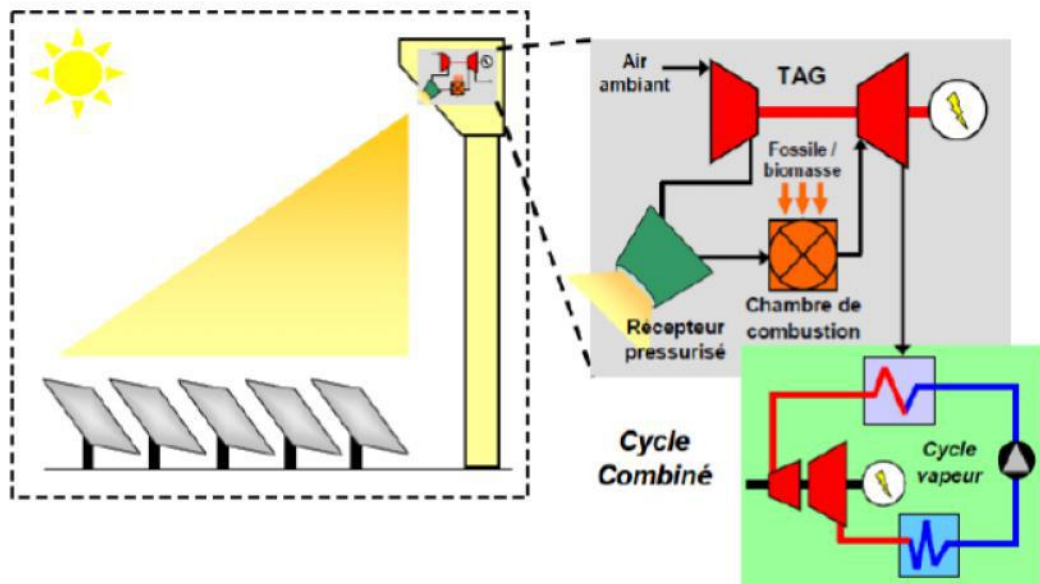 Air
ambiant
TAG
Fossile /
biomasse
Chambre de
combustion
Récepteur
pressurisé
Cycle
Combiné
Cycle
vapeur